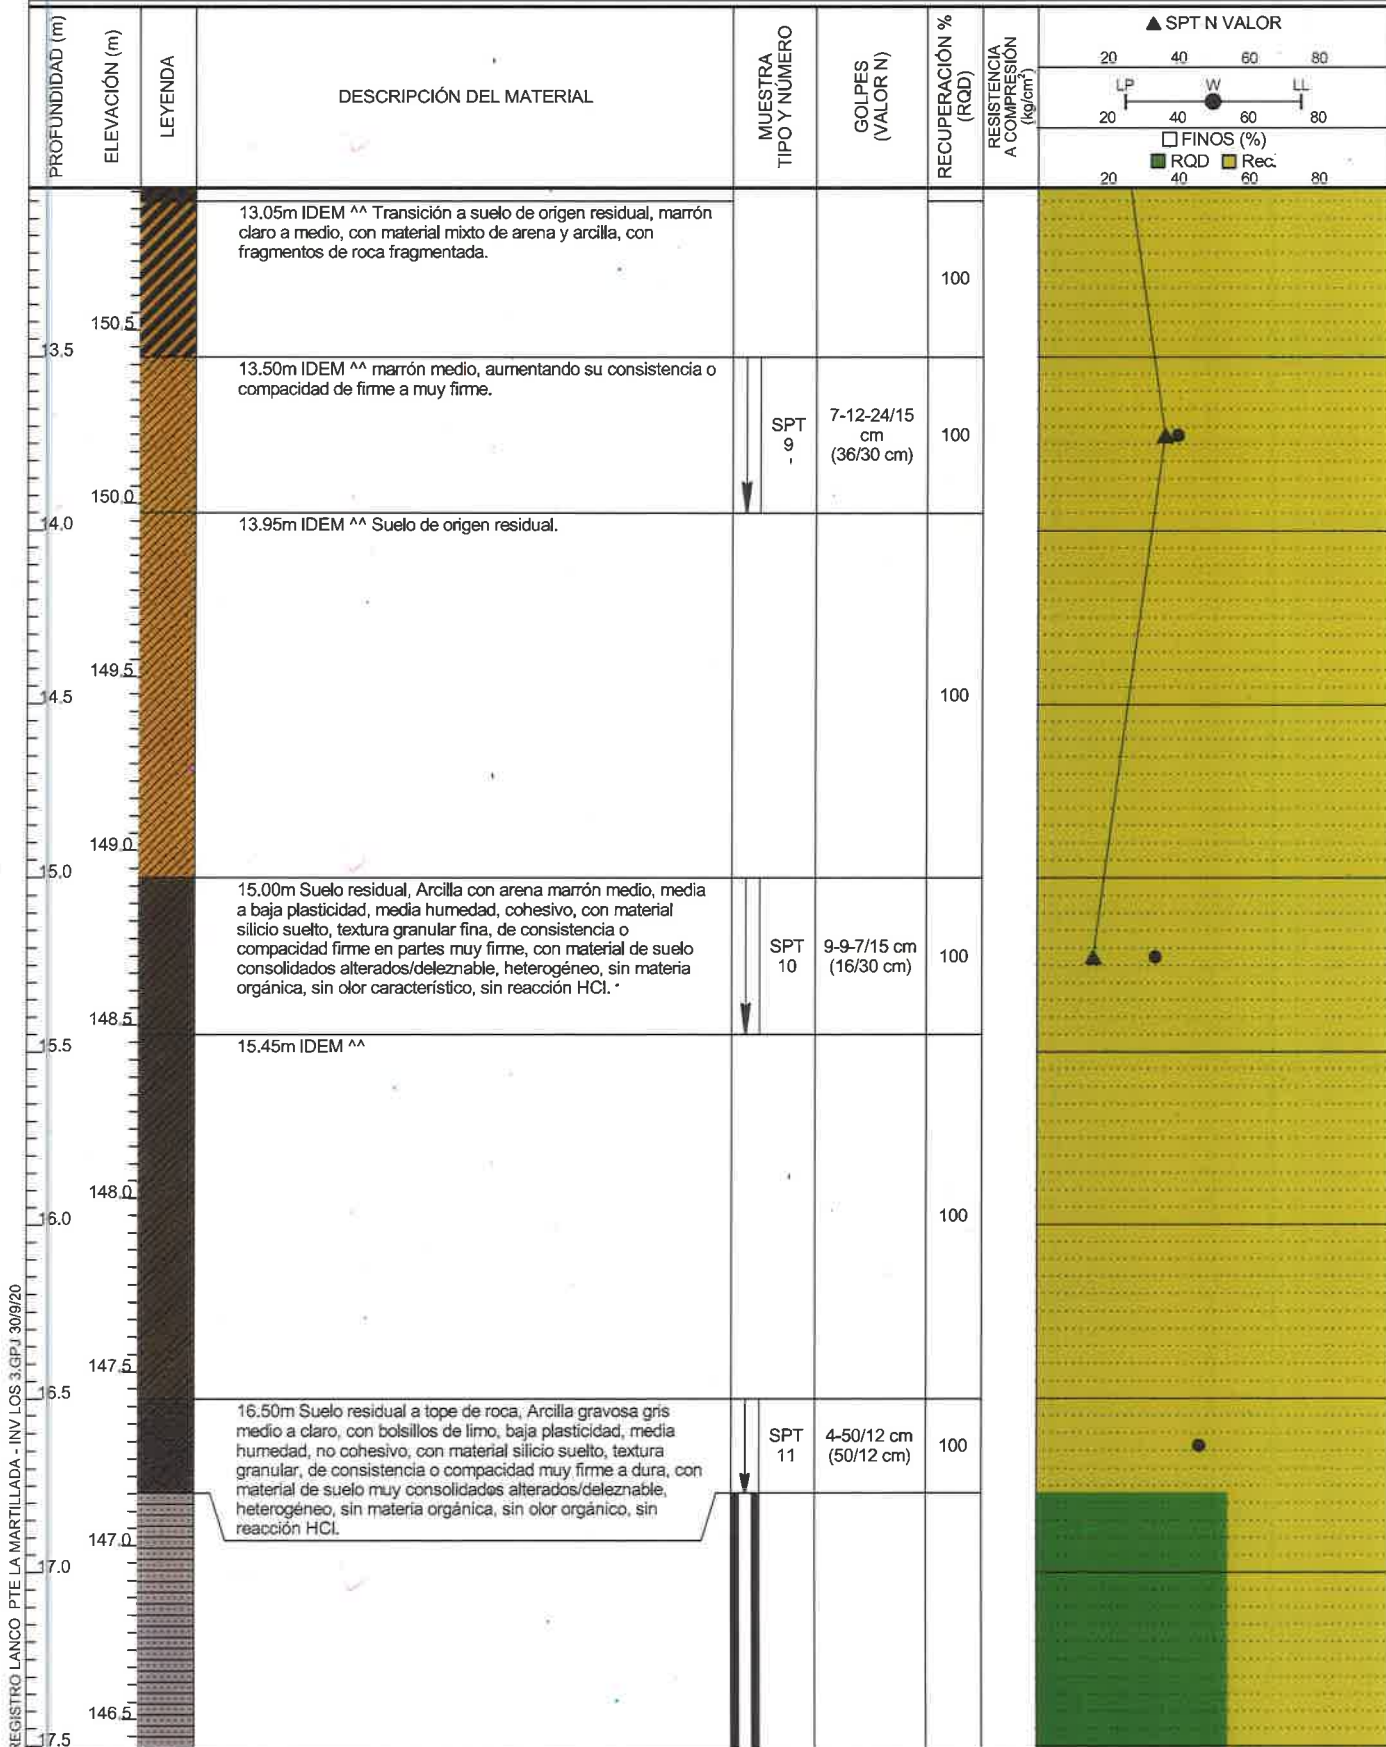 PROFUNDIDAD (m)
ELEVACIÓN (m)
LEYENDA
DESCRIPCIÓN DEL MATERIAL
MUESTRA
TIPO Y NÚMERO
GOLPES
(VALOR N)
RECUPERACIÓN %
(RQD)
RESISTENCIA
A COMPRESIÓN
(kg/cm²)
▲ SPT N VALOR
20 40 60 80
LP W LL
20 40 60 80
□ FINOS (%)
RQD Rec.
20 40 60 80
13.05m IDEM ^^ Transición a suelo de origen residual, marrón
claro a medio, con material mixto de arena y arcilla, con
fragmentos de roca fragmentada.
100
150.5
13.5
13.50m IDEM ^^ marrón medio, aumentando su consistencia o
compacidad de firme a muy firme.
SPT
9
7-12-24/15
cm
(36/30 cm)
100
150.0
14.0
13.95m IDEM ^^ Suelo de origen residual.
149.5
14.5
100
149.0
15.0
15.00m Suelo residual, Arcilla con arena marrón medio, media
a baja plasticidad, media humedad, cohesivo, con material
silicio suelto, textura granular fina, de consistencia o
compacidad firme en partes muy firme, con material de suelo
consolidados alterados/deleznable, heterogéneo, sin materia
orgánica, sin olor característico, sin reacción HCl.
SPT
10
9-9-7/15 cm
(16/30 cm)
100
148.5
15.5
15.45m IDEM ^^
148.0
16.0
100
147.5
16.5
16.50m Suelo residual a tope de roca, Arcilla gravosa gris
medio a claro, con bolsillos de limo, baja plasticidad, media
humedad, no cohesivo, con material silicio suelto, textura
granular, de consistencia o compacidad muy firme a dura, con
material de suelo muy consolidados alterados/deleznable,
heterogéneo, sin materia orgánica, sin olor orgánico, sin
reacción HCl.
SPT
11
4-50/12 cm
(50/12 cm)
100
147.0
17.0
146.5
17.5
REGISTRO LANCO PTE LA MARTILLADA - INV LOS 3.GPJ 30/9/20